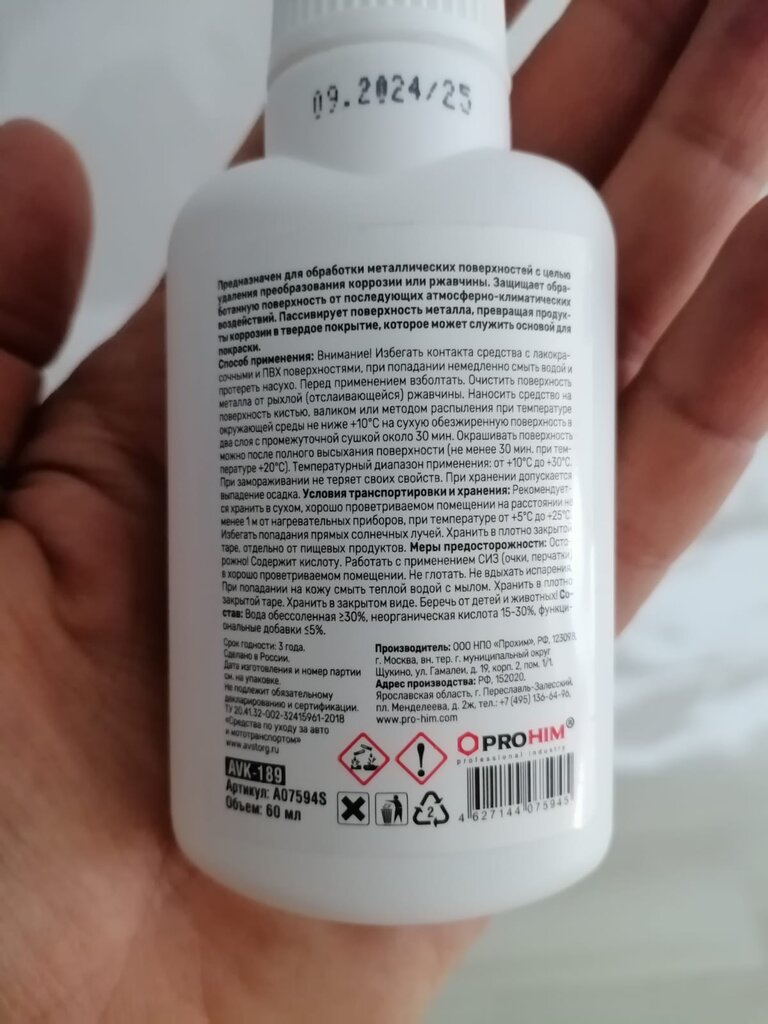 09.2024/25
Предназначен для обработки металлических поверхностей с целью
удаления преобразования коррозии или ржавчины. Защищает обра-
ботанную поверхность от последующих атмосферно-климатических
воздействий. Пассивирует поверхность металла, превращая продук-
ты коррозии в твердое покрытие, которое может служить основой для
покраски.
Способ применения: Внимание! Избегать контакта средства с лакокра-
сочными и ПВХ поверхностями, при попадании немедленно смыть водой и
протереть насухо. Перед применением взболтать. Очистить поверхность
металла от рыхлой (отслаивающейся) ржавчины. Наносить средство на
поверхность кистью, валиком или методом распыления при температуре
окружающей среды не ниже +10°С на сухую обезжиренную поверхность в
два слоя с промежуточной сушкой около 30 мин. Окрашивать поверхность
можно после полного высыхания поверхности (не менее 30 мин. при тем-
пературе +20°С). Температурный диапазон применения: от +10°С до +30°С.
При замораживании не теряет своих свойств. При хранении допускается
выпадение осадка. Условия транспортировки и хранения: Рекомендует-
ся хранить в сухом, хорошо проветриваемом помещении на расстоянии не
менее 1 м от нагревательных приборов, при температуре от +5°С до +25°С.
Избегать попадания прямых солнечных лучей. Хранить в плотно закрытой
таре, отдельно от пищевых продуктов. Меры предосторожности: Осто-
рожно! Содержит кислоту. Работать с применением СИЗ (очки, перчатки)
в хорошо проветриваемом помещении. Не глотать. Не вдыхать испарения.
При попадании на кожу смыть теплой водой с мылом. Хранить в плотно
закрытой таре. Хранить в закрытом виде. Беречь от детей и животных! Со-
став: Вода обессоленная ≥30%, неорганическая кислота 15-30%, функци-
ональные добавки ≤5%.
Срок годности: 3 года.
Сделано в России.
Дата изготовления и номер партии
см. на упаковке.
Не подлежит обязательному
декларированию и сертификации.
ТУ 20.41.32-002-32415961-2018
«Средства по уходу за авто
и мототранспортом»
www.avstorg.ru
AVK-189
Артикул: A07594S
Объем: 60 мл
Производитель: ООО НПО «Прохим», РФ, 123098,
г. Москва, вн. тер. г. муниципальный округ
Щукино, ул. Гамалеи, д. 19, корп. 2, пом. 1/1.
Адрес производства: РФ, 152020,
Ярославская область, г. Переславль-Залесский,
пл. Менделеева, д. 2ж, тел.: +7 (495) 136-64-96,
www.pro-him.com
PROHIM®
professional industry
2
4 627144 075945